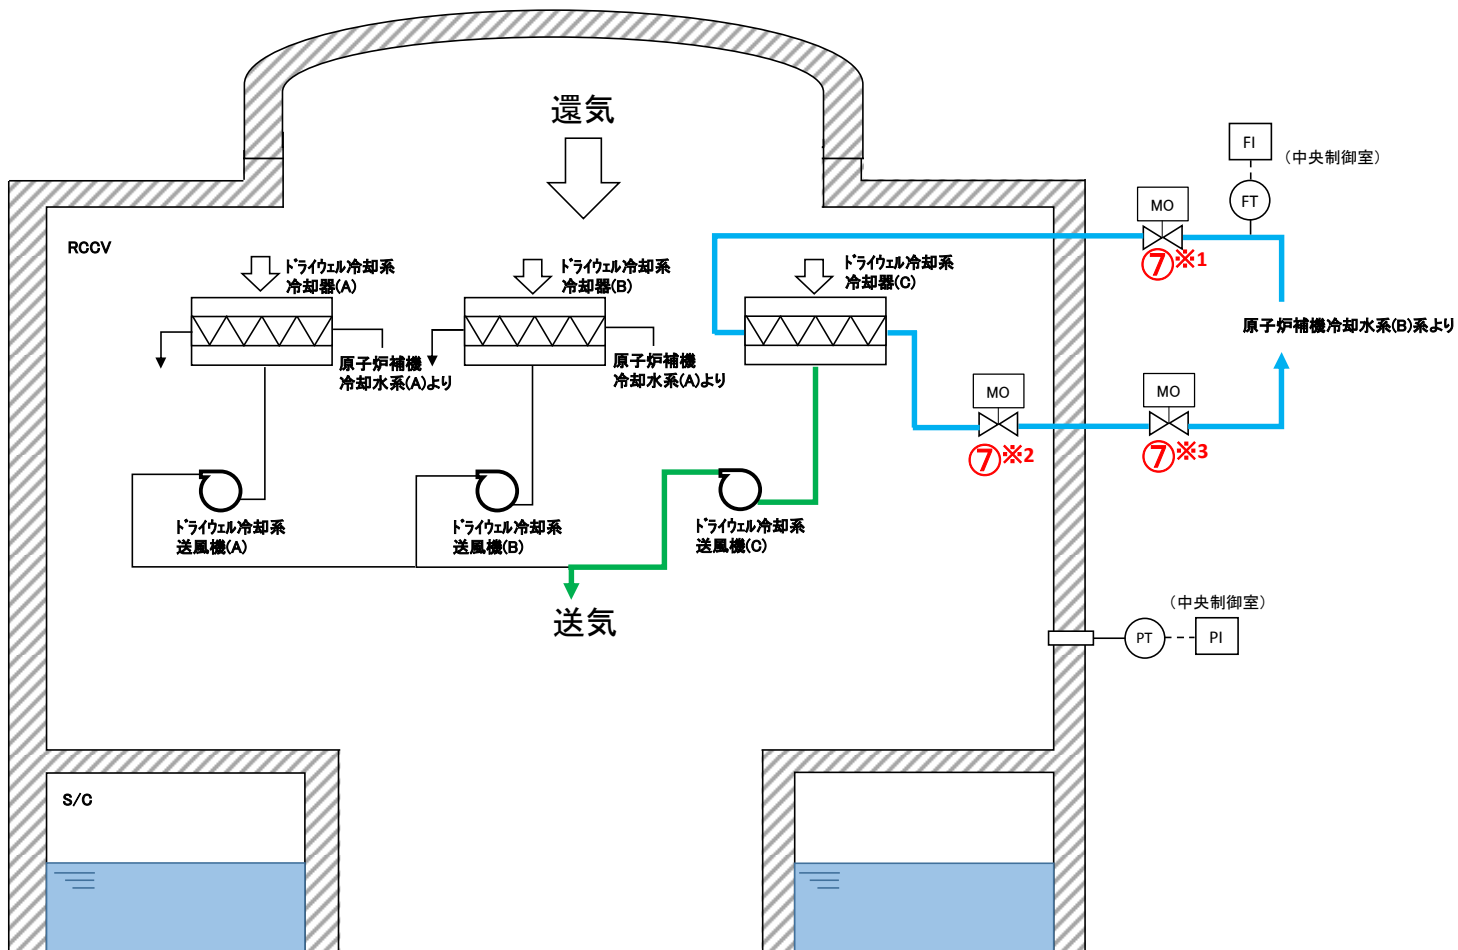 還気
FI
(中央制御室)
MO
FT
RCCV
⑦※1
ﾄﾞﾗｲｳｪﾙ冷却系
冷却器(A)
ﾄﾞﾗｲｳｪﾙ冷却系
冷却器(B)
ﾄﾞﾗｲｳｪﾙ冷却系
冷却器(C)
原子炉補機冷却水系(B)系より
原子炉補機
冷却水系(A)より
原子炉補機
冷却水系(A)より
MO
MO
⑦※2
⑦※3
ﾄﾞﾗｲｳｪﾙ冷却系
送風機(A)
ﾄﾞﾗｲｳｪﾙ冷却系
送風機(B)
ﾄﾞﾗｲｳｪﾙ冷却系
送風機(C)
送気
(中央制御室)
PT
PI
S/C